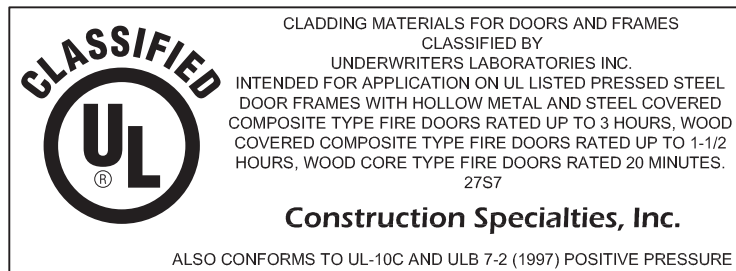 CLASSIFIED
UL
®
CLADDING MATERIALS FOR DOORS AND FRAMES
CLASSIFIED BY
UNDERWRITERS LABORATORIES INC.
INTENDED FOR APPLICATION ON UL LISTED PRESSED STEEL
DOOR FRAMES WITH HOLLOW METAL AND STEEL COVERED
COMPOSITE TYPE FIRE DOORS RATED UP TO 3 HOURS, WOOD
COVERED COMPOSITE TYPE FIRE DOORS RATED UP TO 1-1/2
HOURS, WOOD CORE TYPE FIRE DOORS RATED 20 MINUTES.
27S7
Construction Specialties, Inc.
ALSO CONFORMS TO UL-10C AND ULB 7-2 (1997) POSITIVE PRESSURE